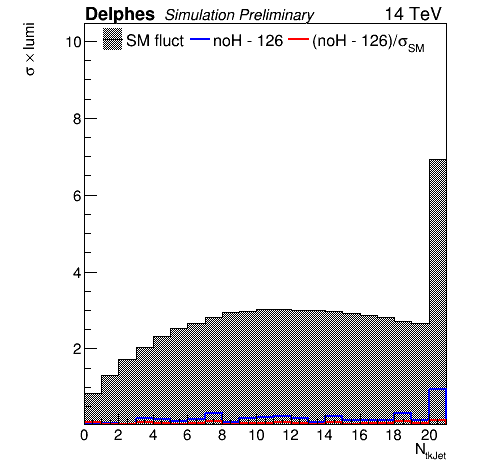 Delphes Simulation Preliminary 14 TeV
SM fluct noH - 126 (noH - 126)/σSM
σ × lumi
10
8
6
4
2
0 2 4 6 8 10 12 14 16 18 20
NtkJet